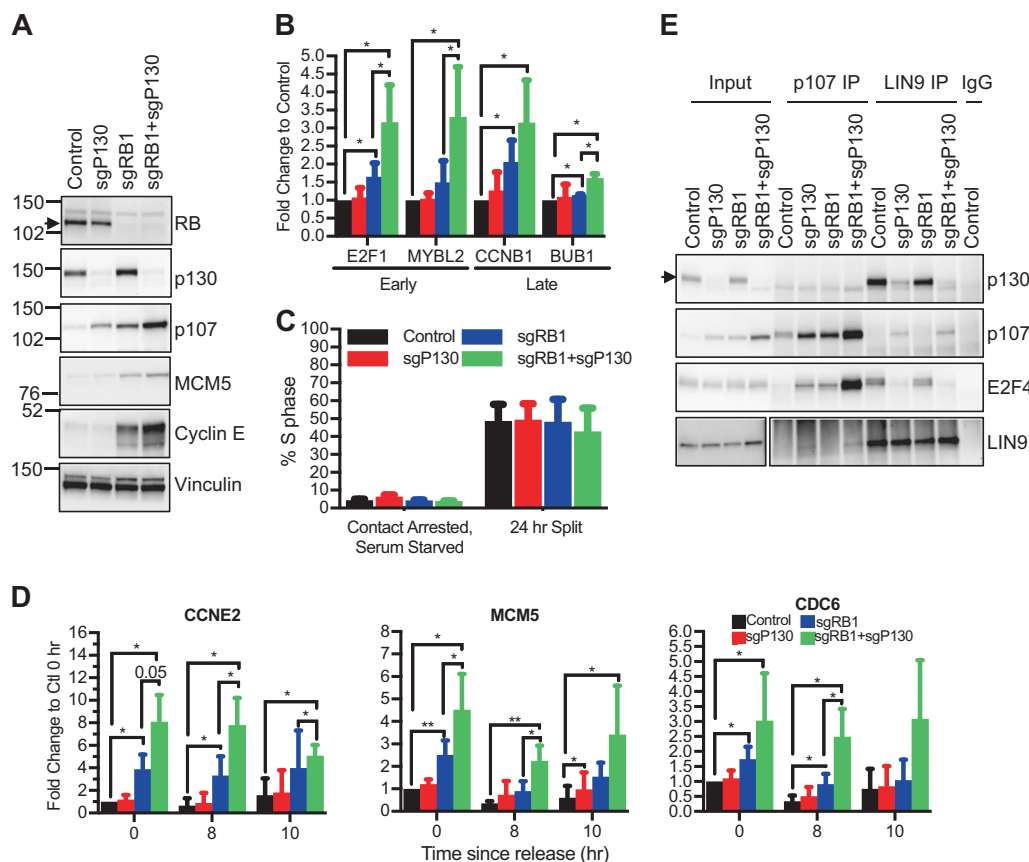 A
Control
sgP130
sgRB1
sgRB1+sgP130
150
102
RB
150
p130
150
102
p107
76
MCM5
52
Cyclin E
150
Vinculin
B
Fold Change to Control
5.0
4.5
4.0
3.5
3.0
2.5
2.0
1.5
1.0
0.5
0.0
* * * * * * * * * * *
E2F1 MYBL2 CCNB1 BUB1
Early Late
C
% S phase
100
90
80
70
60
50
40
30
20
10
0
Control sgRB1
sgP130 sgRB1+sgP130
Contact Arrested, Serum Starved
24 hr Split
E
Input p107 IP LIN9 IP IgG
Control
sgP130
sgRB1
sgRB1+sgP130
Control
sgP130
sgRB1
sgRB1+sgP130
Control
sgP130
sgRB1
sgRB1+sgP130
Control
p130
p107
E2F4
LIN9
D
CCNE2
Fold Change to Ctl 0 hr
16
14
12
10
8
6
4
2
0
*
0.05
*
*
*
*
*
*
0 8 10
MCM5
8
7
6
5
4
3
2
1
0
*
*
**
**
*
*
*
0 8 10
Time since release (hr)
CDC6
Control sgRB1
sgP130 sgRB1+sgP130
6.0
5.5
5.0
4.5
4.0
3.5
3.0
2.5
2.0
1.5
1.0
0.5
0.0
*
*
*
*
*
0 8 10